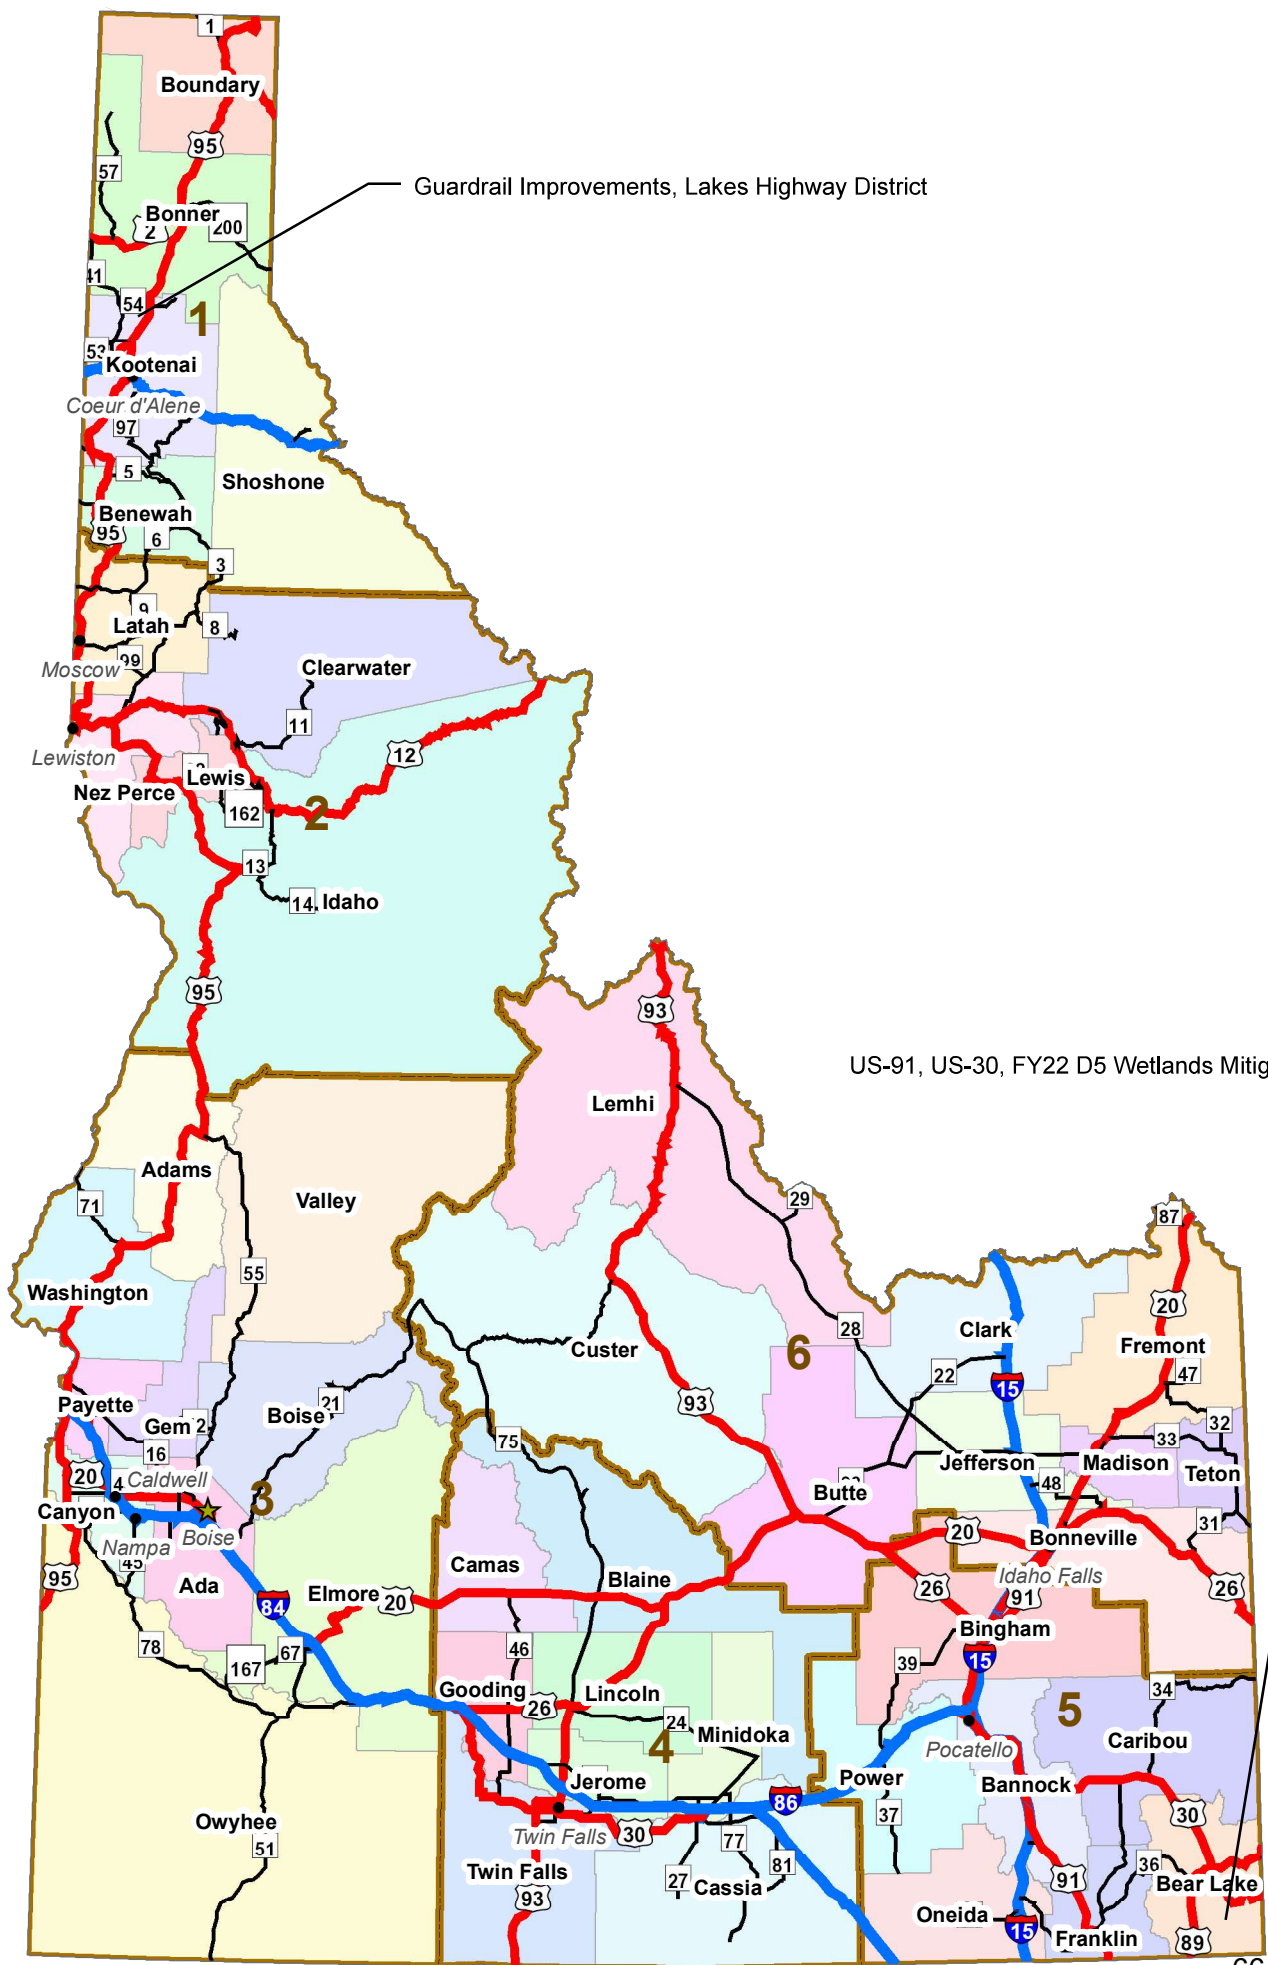 1
Boundary
95
57
Guardrail Improvements, Lakes Highway District
Bonner
2
200
41
54
1
53
Kootenai
Coeur d'Alene
97
5
Shoshone
Benewah
95
6
3
9
Latah
8
99
Moscow
Clearwater
11
12
Lewiston
Lewis
Nez Perce
162
2
13
14
Idaho
95
93
US-91, US-30, FY22 D5 Wetlands Mitig
Lemhi
Adams
Valley
71
29
87
55
Washington
20
28
Clark
Custer
6
Fremont
22
47
15
93
Payette
21
Boise
Gem
32
75
16
33
Jefferson
Madison
Teton
20
Caldwell
4
48
3
Butte
Canyon
31
20
Bonneville
Nampa
Boise
45
Camas
Idaho Falls
95
Ada
Blaine
26
26
Elmore
20
91
84
Bingham
78
46
67
39
15
167
Gooding
Lincoln
34
26
5
24
Minidoka
4
Pocatello
Caribou
Jerome
Power
Bannock
86
30
37
Owyhee
Twin Falls
30
51
77
Twin Falls
81
36
27
91
Cassia
Bear Lake
93
Oneida
15
Franklin
89